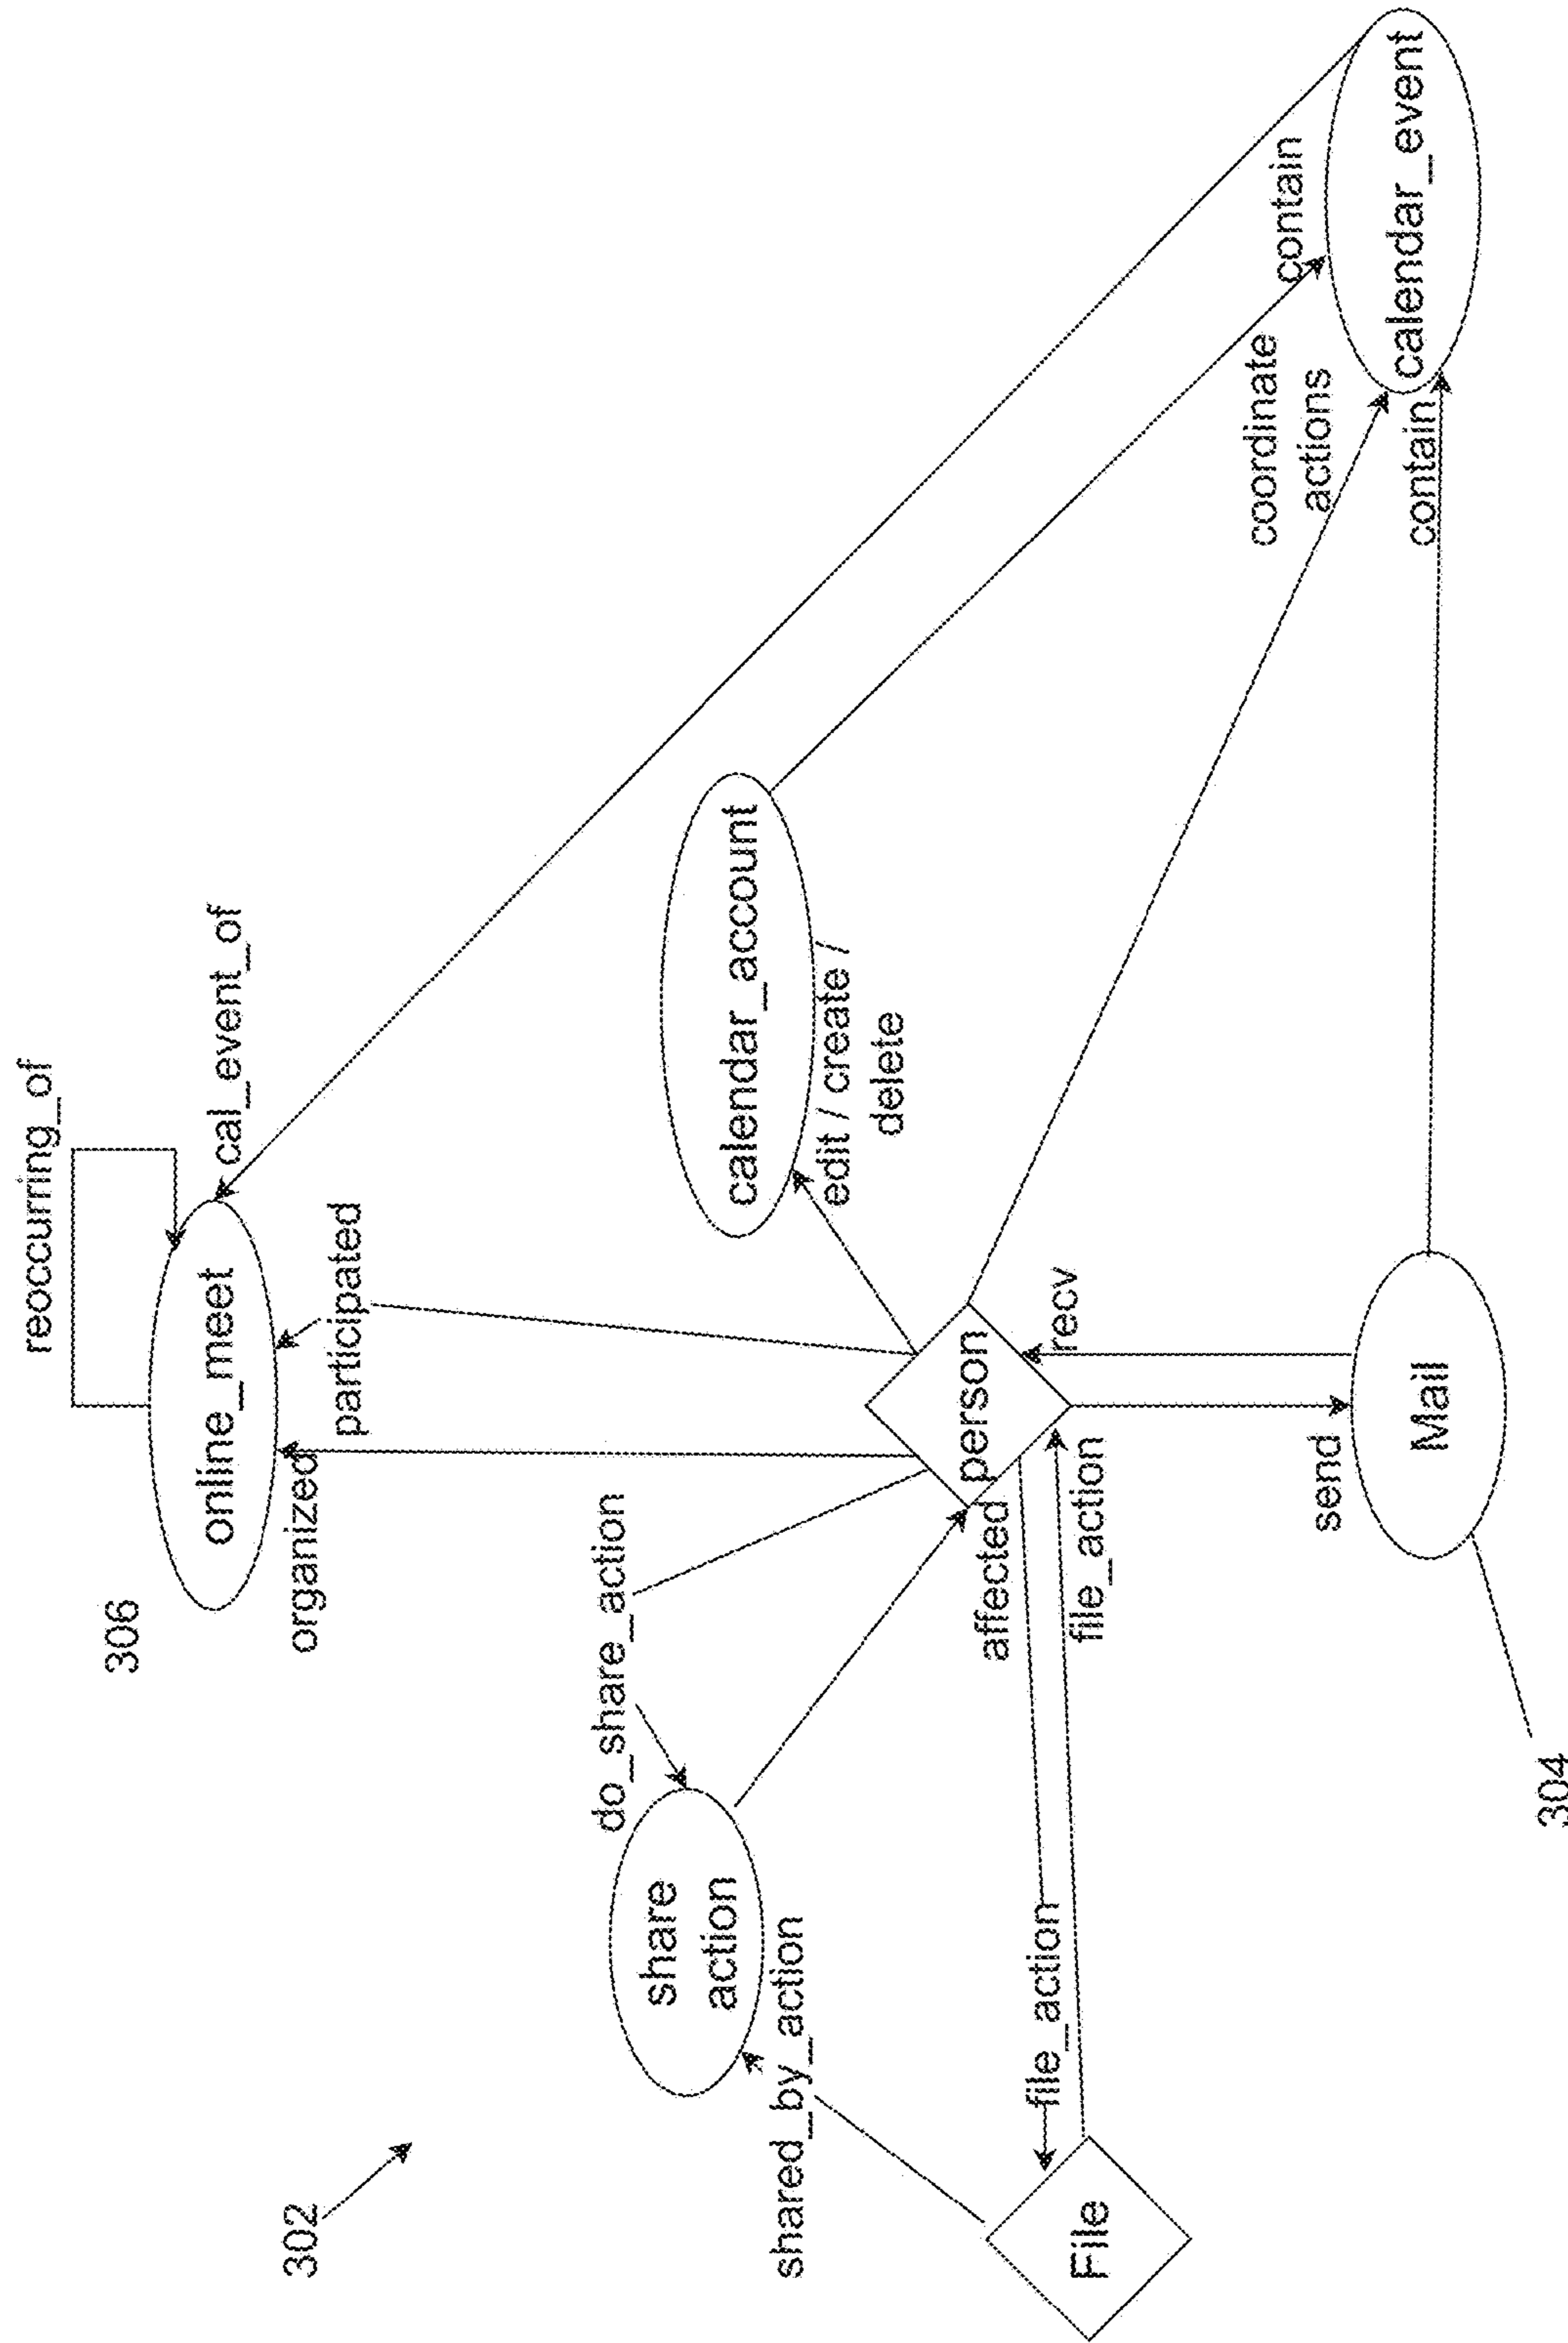 302
306
reoccurring_of
online_meet
cal_event_of
organized
participated
do_share_action
share
action
shared_by_action
calendar_account
edit / create /
delete
person
affected
file_action
file_action
File
recv
send
Mail
304
coordinate
actions
contain
contain
calendar_event